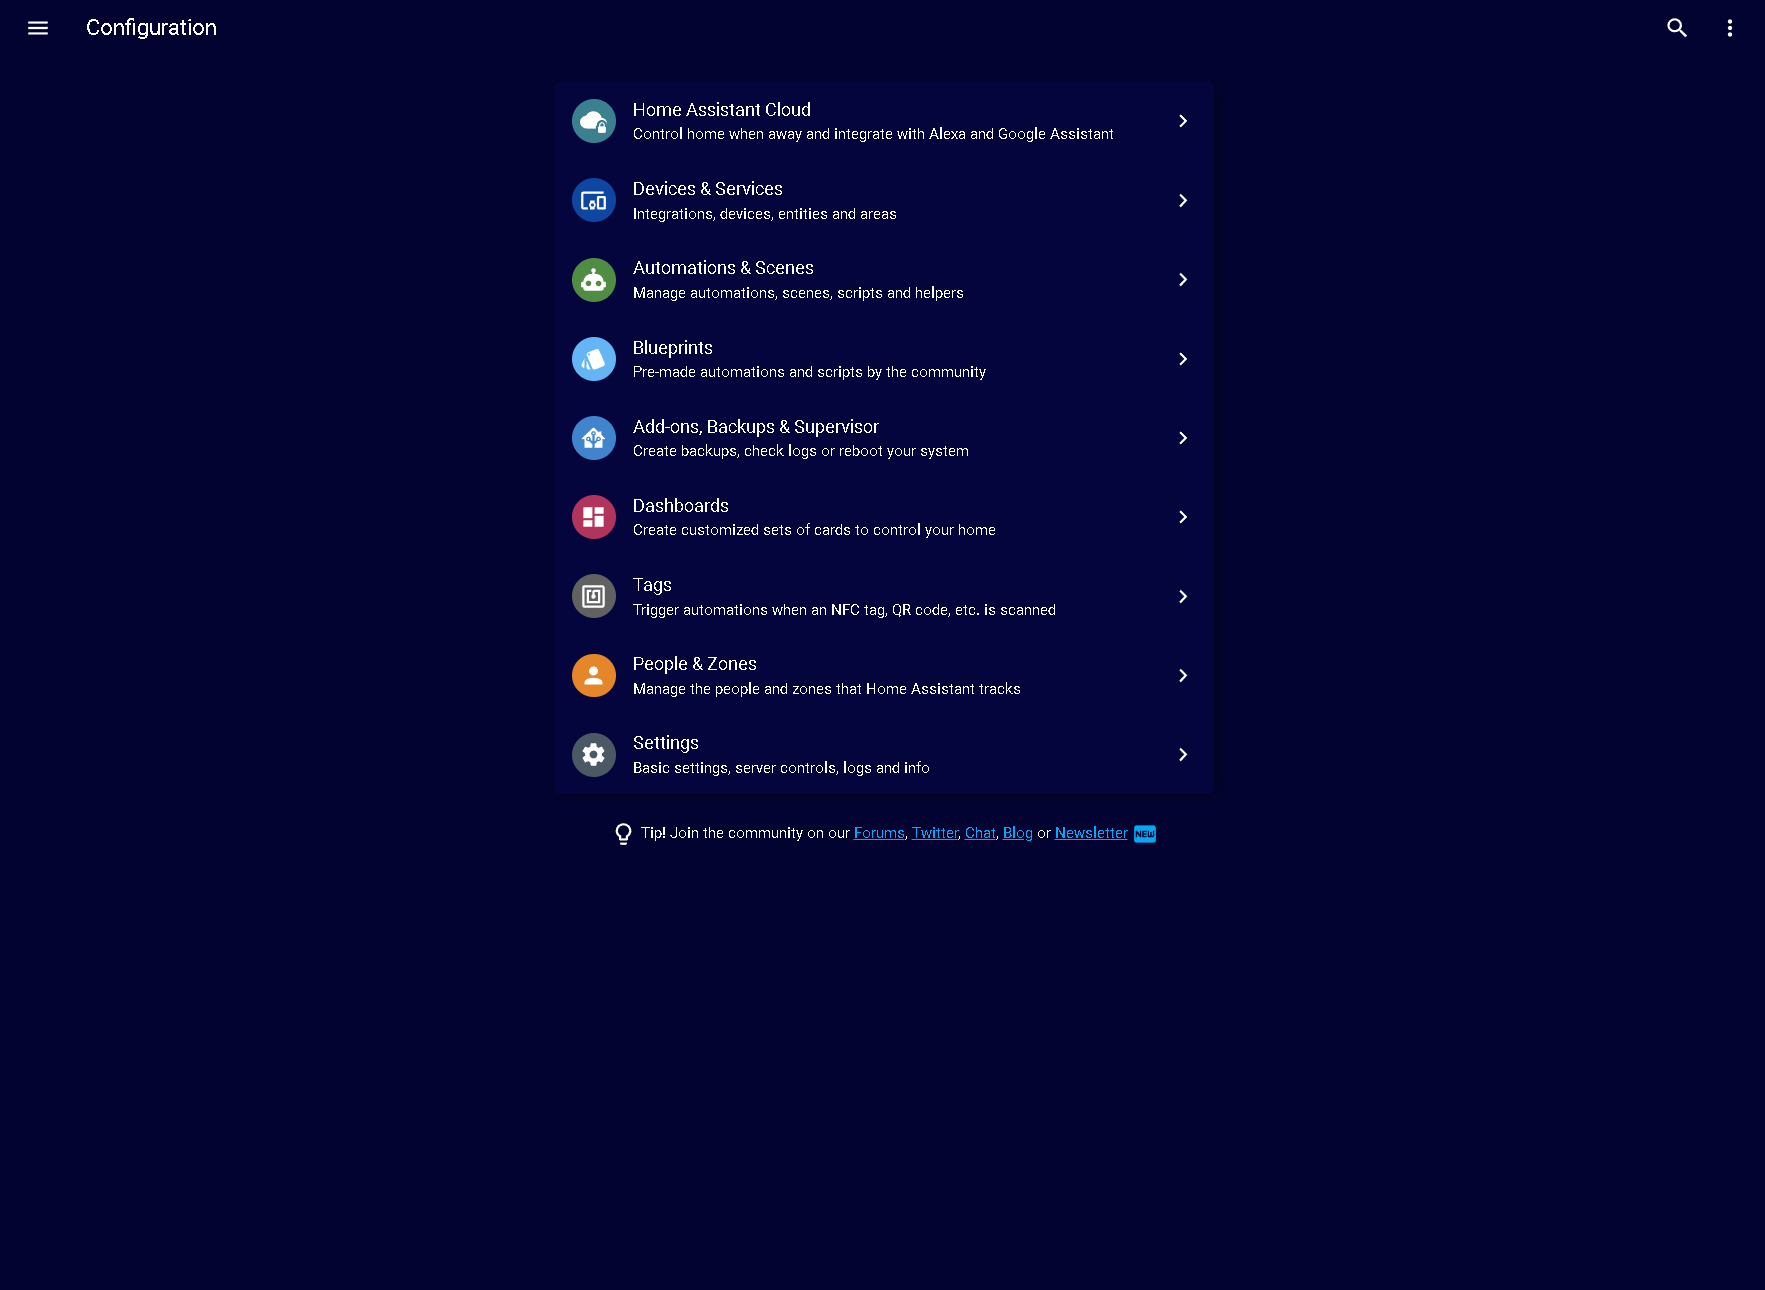 Configuration
Home Assistant Cloud
Control home when away and integrate with Alexa and Google Assistant
Devices & Services
Integrations, devices, entities and areas
Automations & Scenes
Manage automations, scenes, scripts and helpers
Blueprints
Pre-made automations and scripts by the community
Add-ons, Backups & Supervisor
Create backups, check logs or reboot your system
Dashboards
Create customized sets of cards to control your home
Tags
Trigger automations when an NFC tag, QR code, etc. is scanned
People & Zones
Manage the people and zones that Home Assistant tracks
Settings
Basic settings, server controls, logs and info
Tip! Join the community on our Forums, Twitter, Chat, Blog or Newsletter NEW